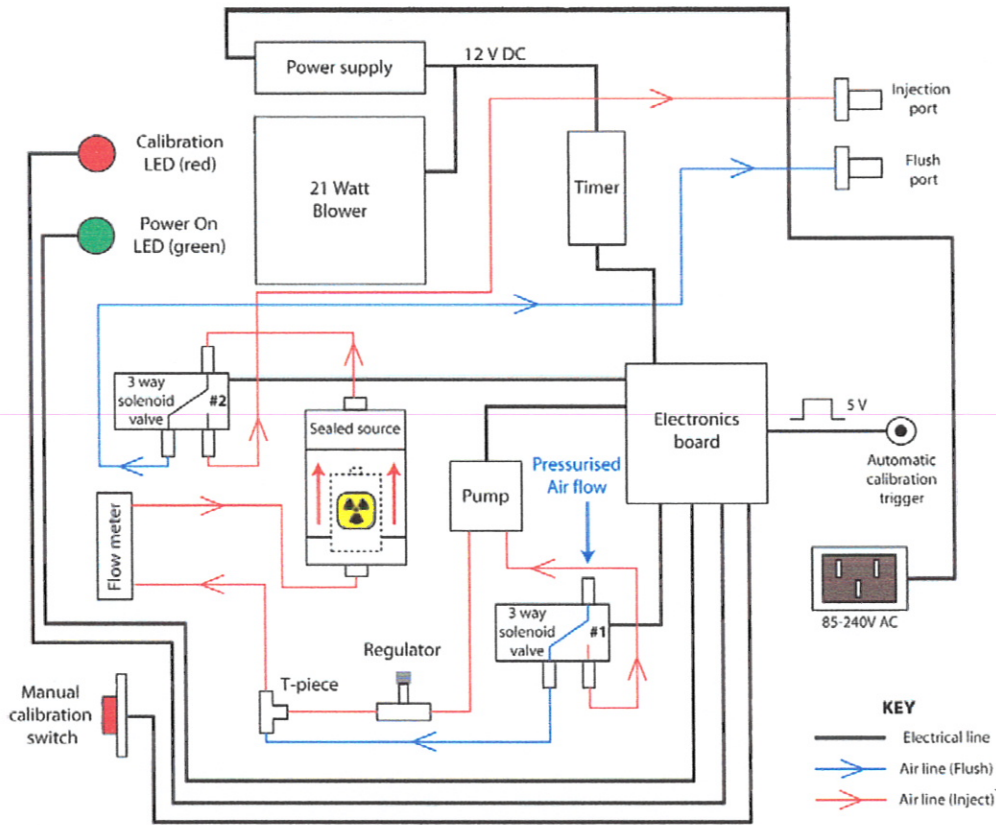 Power supply
12 V DC
Injection
port
Calibration
LED (red)
21 Watt
Blower
Timer
Flush
port
Power On
LED (green)
3 way
solenoid
valve
#2
Sealed source
Electronics
board
5 V
Automatic
calibration
trigger
Pressurised
Air flow
Pump
Flow meter
3 way
solenoid
valve
#1
85-240V AC
Regulator
T-piece
Manual
calibration
switch
KEY
Electrical line
Air line (Flush)
Air line (Inject)